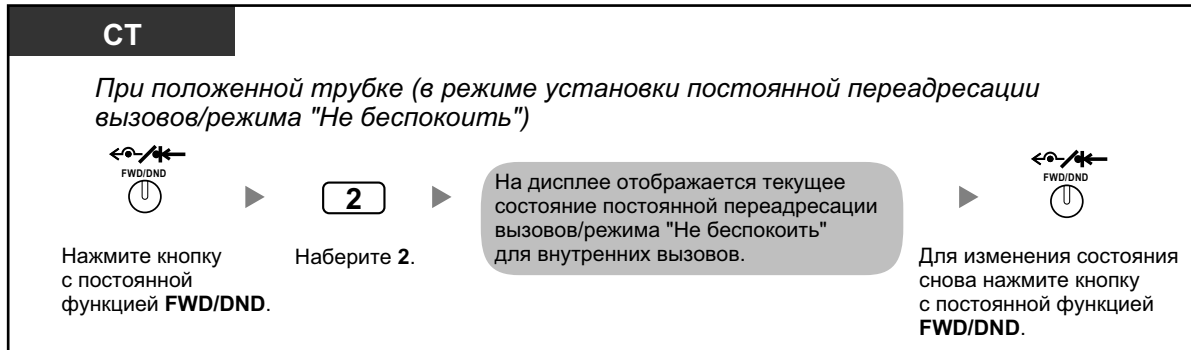 СТ
При положенной трубке (в режиме установки постоянной переадресации
вызовов/режима "Не беспокоить")
FWD/DND
Нажмите кнопку
с постоянной
функцией FWD/DND.
2
Наберите 2.
На дисплее отображается текущее
состояние постоянной переадресации
вызовов/режима "Не беспокоить"
для внутренних вызовов.
FWD/DND
Для изменения состояния
снова нажмите кнопку
с постоянной функцией
FWD/DND.